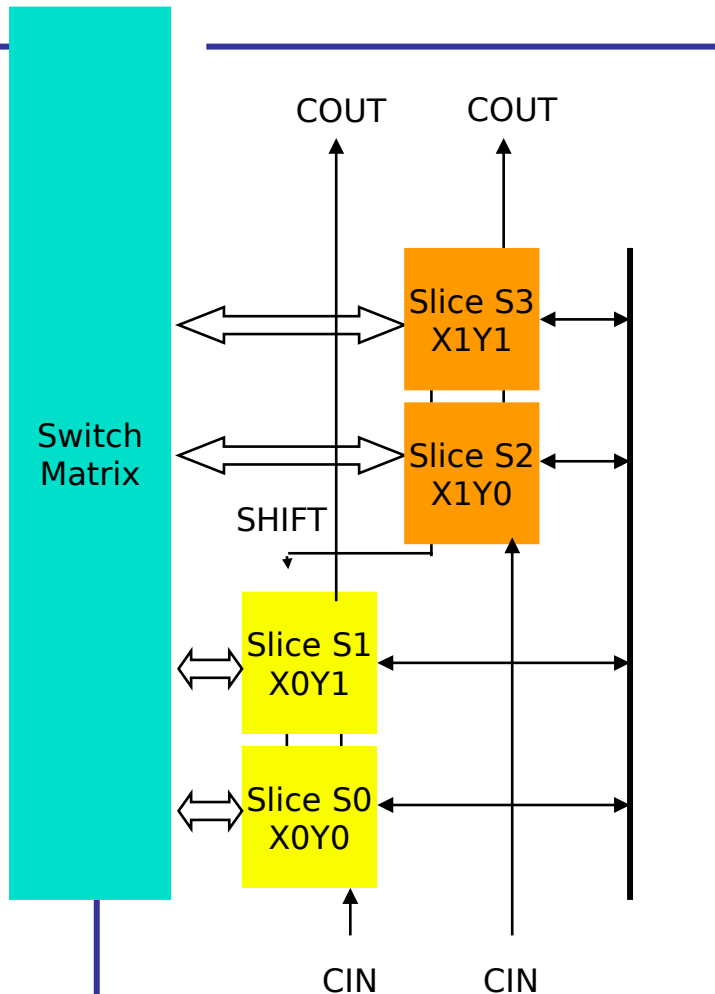 COUT
COUT
Slice S3
X1Y1
Switch
Matrix
Slice S2
X1Y0
SHIFT
Slice S1
X0Y1
Slice S0
X0Y0
CIN
CIN